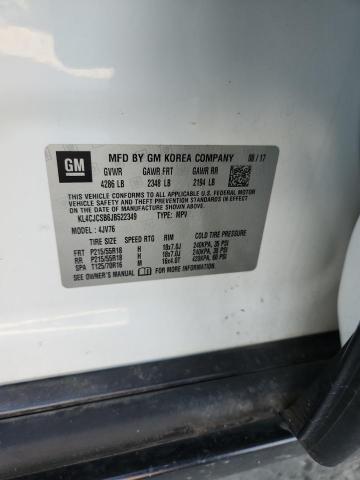 GM
MFD BY GM KOREA COMPANY 08 / 17
GVWR GAWR FRT GAWR RR
4286 LB 2348 LB 2194 LB
THIS VEHICLE CONFORMS TO ALL APPLICABLE U.S. FEDERAL MOTOR
VEHICLE SAFETY, BUMPER, AND THEFT PREVENTION STANDARDS IN
EFFECT ON THE DATE OF MANUFACTURE SHOWN ABOVE.
KL4CJCSB6JB522349 TYPE: MPV
MODEL: 4JV76
TIRE SIZE SPEED RTG RIM COLD TIRE PRESSURE
FRT P215/55R18 H 18x7.0J 240KPA, 35 PSI
RR P215/55R18 H 18x7.0J 240KPA, 35 PSI
SPA T125/70R16 M 16x4.0T 420KPA, 60 PSI
SEE OWNER'S MANUAL FOR ADDITIONAL INFORMATION.